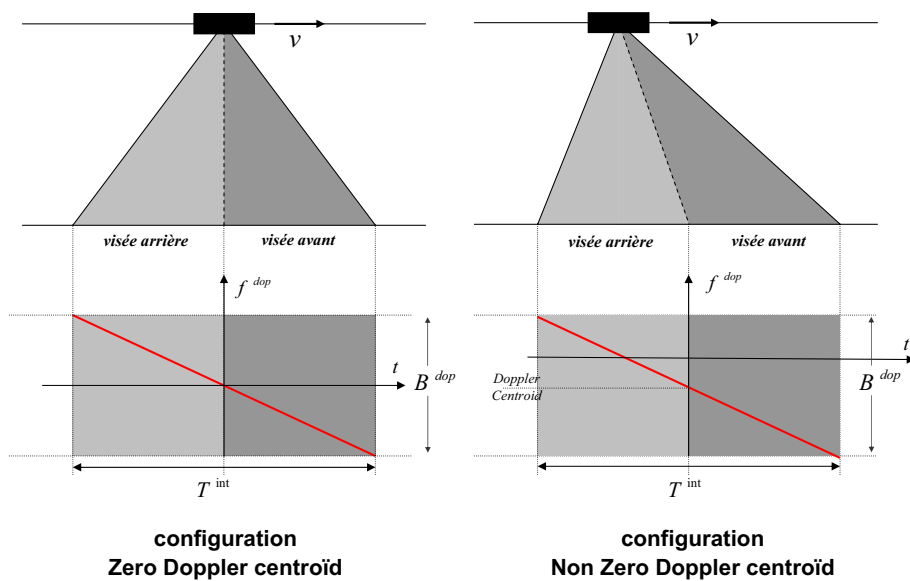 v
visée arrière
visée avant
f dop
t
B dop
T int
configuration
Zero Doppler centroïd
v
visée arrière
visée avant
f dop
t
Doppler
Centroid
B dop
T int
configuration
Non Zero Doppler centroïd